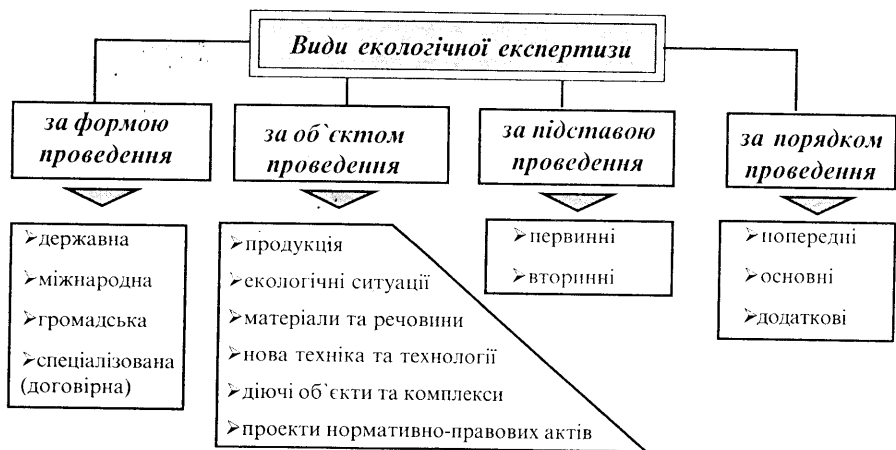 Види екологічної експертизи
за формою
проведення
за об`єктом
проведення
за підставою
проведення
за порядком
проведення
➢державна
➢міжнародна
➢громадська
➢спеціалізована
(договірна)
➢продукція
➢екологічні ситуації
➢матеріали та речовини
➢нова техніка та технології
➢діючі об`єкти та комплекси
➢проекти нормативно-правових актів
➢первинні
➢вторинні
➢попередні
➢основні
➢додаткові